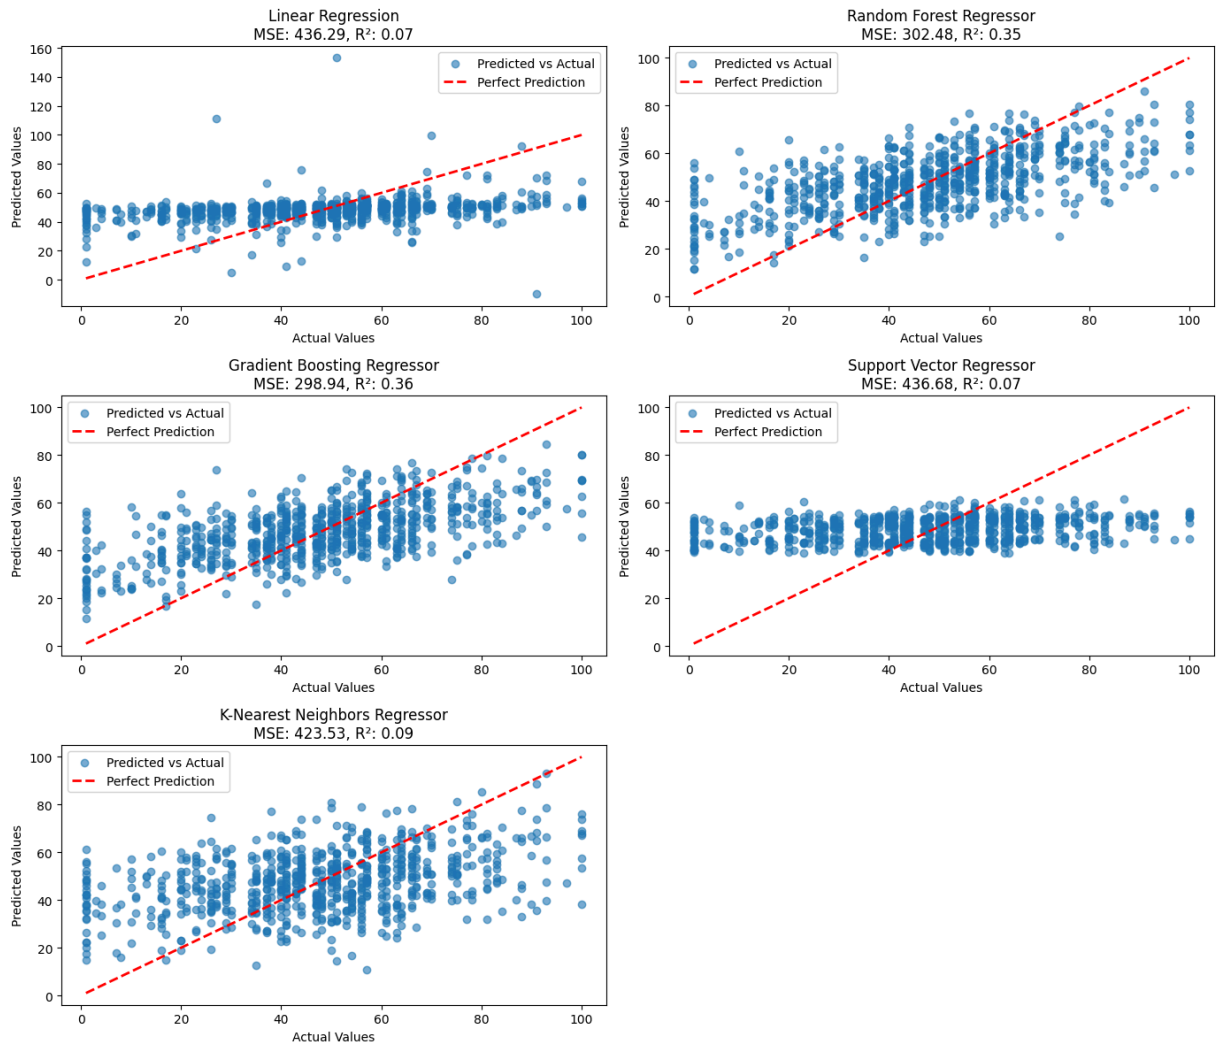 Linear Regression
MSE: 436.29, R²: 0.07
Predicted vs Actual
Perfect Prediction
Predicted Values
160
140
120
100
80
60
40
20
0
0 20 40 60 80 100
Actual Values
Random Forest Regressor
MSE: 302.48, R²: 0.35
Predicted vs Actual
Perfect Prediction
Predicted Values
100
80
60
40
20
0
0 20 40 60 80 100
Actual Values
Gradient Boosting Regressor
MSE: 298.94, R²: 0.36
Predicted vs Actual
Perfect Prediction
Predicted Values
100
80
60
40
20
0
0 20 40 60 80 100
Actual Values
Support Vector Regressor
MSE: 436.68, R²: 0.07
Predicted vs Actual
Perfect Prediction
Predicted Values
100
80
60
40
20
0
0 20 40 60 80 100
Actual Values
K-Nearest Neighbors Regressor
MSE: 423.53, R²: 0.09
Predicted vs Actual
Perfect Prediction
Predicted Values
100
80
60
40
20
0
0 20 40 60 80 100
Actual Values